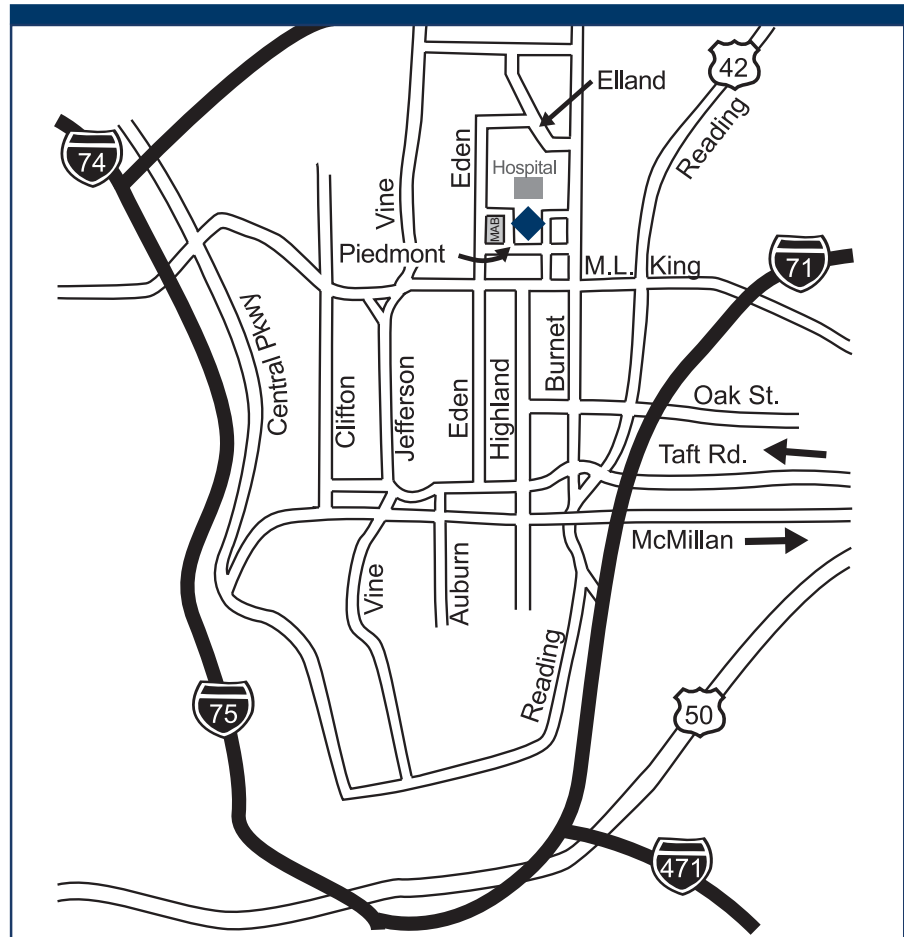 42
Elland
Reading
74
Eden
Hospital
Vine
MAB
Piedmont
M.L. King
71
Central Pkwy
Clifton
Jefferson
Eden
Highland
Burnet
Oak St.
Taft Rd.
McMillan
Vine
Auburn
Reading
75
50
471